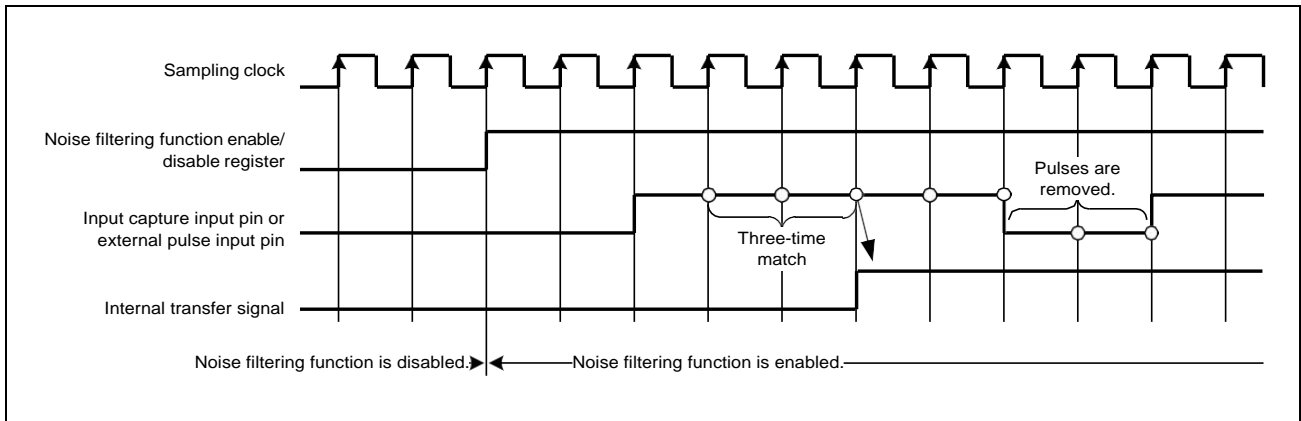 Sampling clock
Noise filtering function enable/
disable register
Pulses are
removed.
Input capture input pin or
external pulse input pin
Three-time
match
Internal transfer signal
Noise filtering function is disabled.
Noise filtering function is enabled.